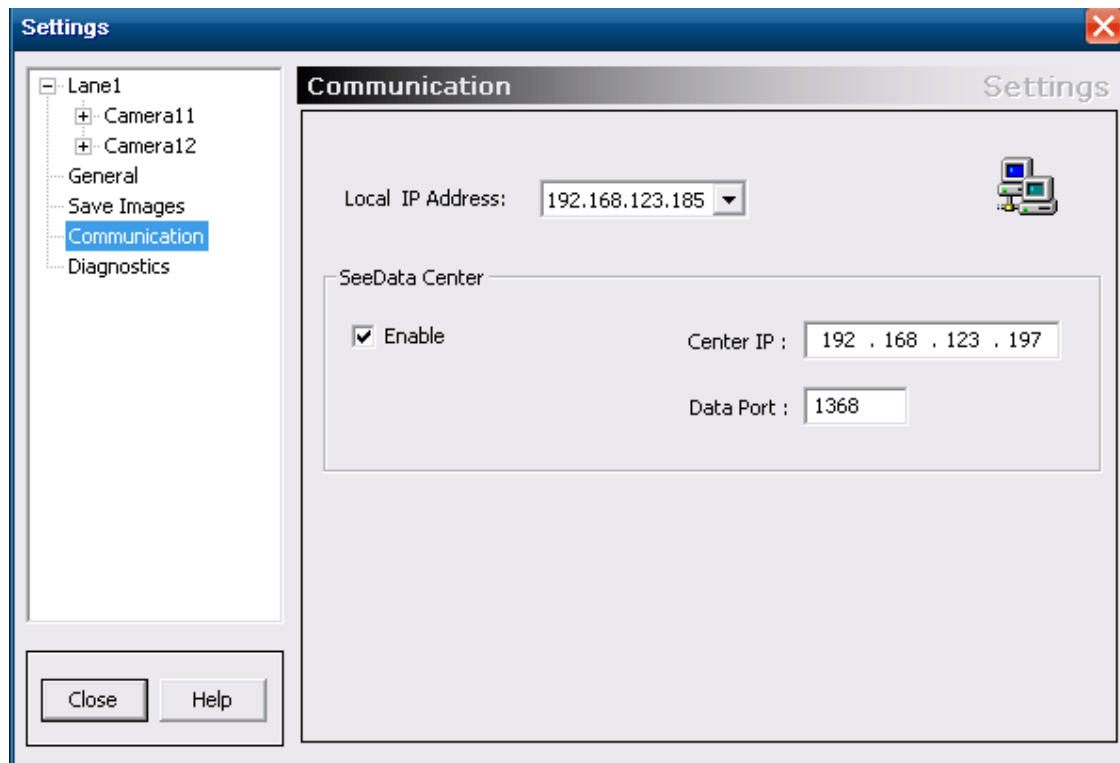 Settings
Lane1
Camera11
Camera12
General
Save Images
Communication
Diagnostics
Close
Help
Communication
Settings
Local IP Address:
192.168.123.185
SeeData Center
Enable
Center IP :
192 . 168 . 123 . 197
Data Port :
1368